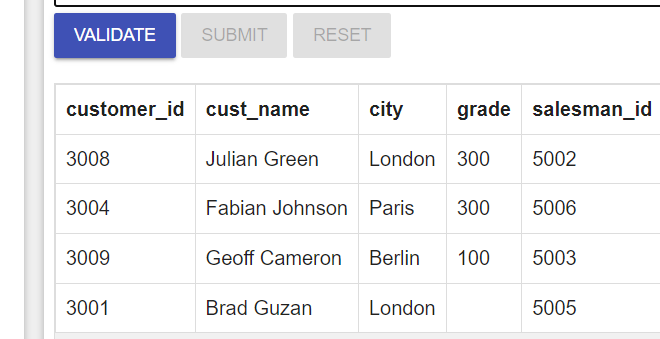 VALIDATE SUBMIT RESET
customer_id cust_name city grade salesman_id
3008 Julian Green London 300 5002
3004 Fabian Johnson Paris 300 5006
3009 Geoff Cameron Berlin 100 5003
3001 Brad Guzan London 5005